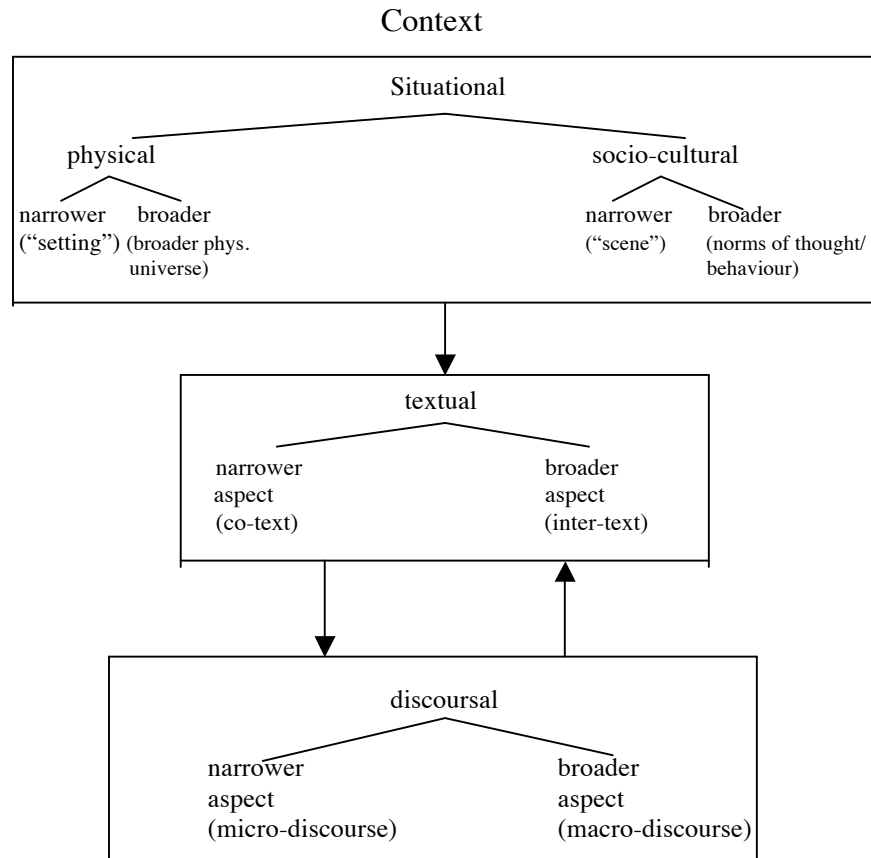 Context
Situational
physical
socio-cultural
narrower broader
(“setting”) (broader phys.
universe)
narrower broader
(“scene”) (norms of thought/
behaviour)
textual
narrower
aspect
(co-text)
broader
aspect
(inter-text)
discoursal
narrower
aspect
(micro-discourse)
broader
aspect
(macro-discourse)